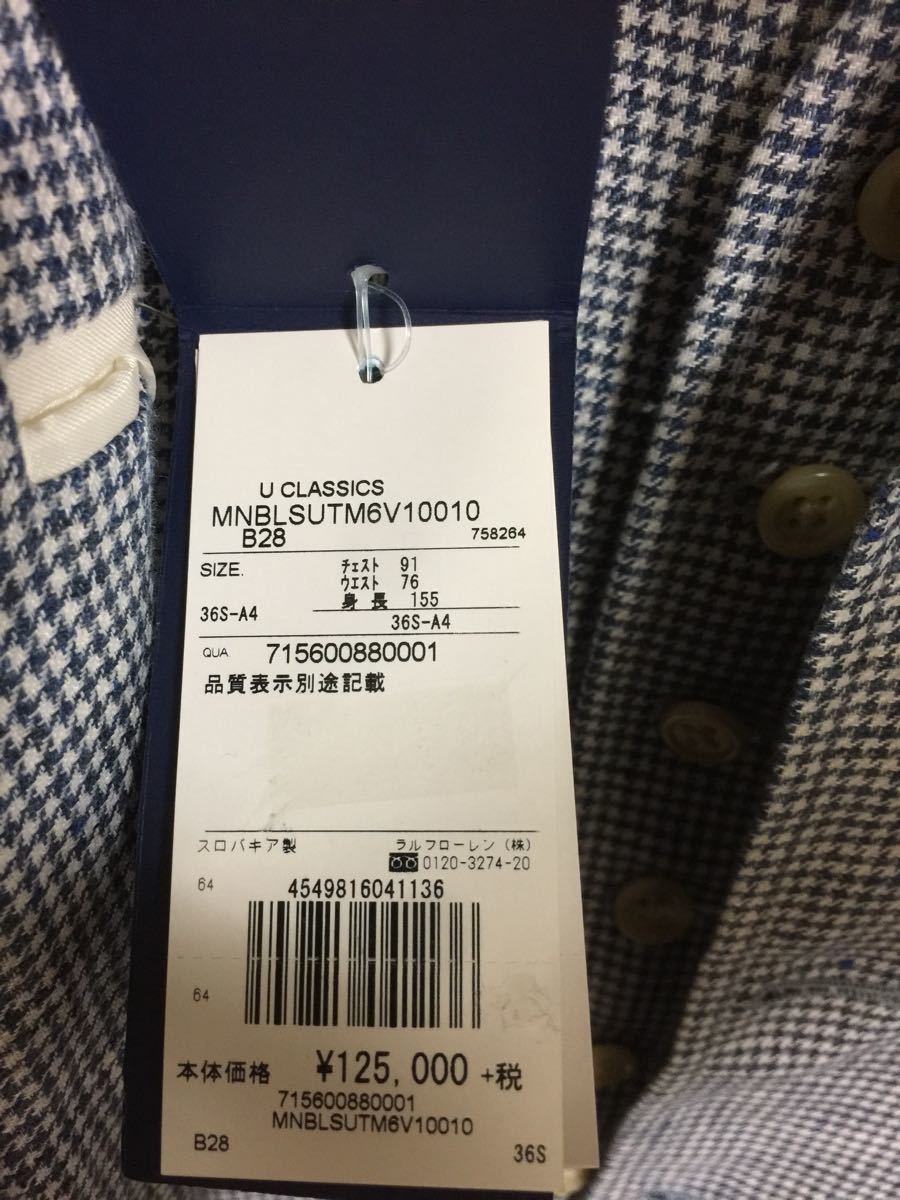 U CLASSICS
MNBLSUTM6V10010
B28 758264
SIZE. チェスト 91
ウエスト 76
身長 155
36S-A4 36S-A4
QUA 715600880001
品質表示別途記載
スロバキア製 ラルフローレン(株)
0120-3274-20
64 4549816041136
64
本体価格 ¥125,000 +税
715600880001
MNBLSUTM6V10010
B28 36S